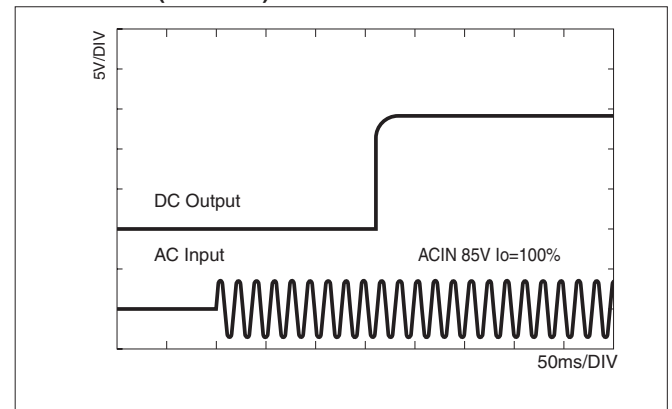 5V/DIV
DC Output
AC Input
ACIN 85V Io=100%
50ms/DIV